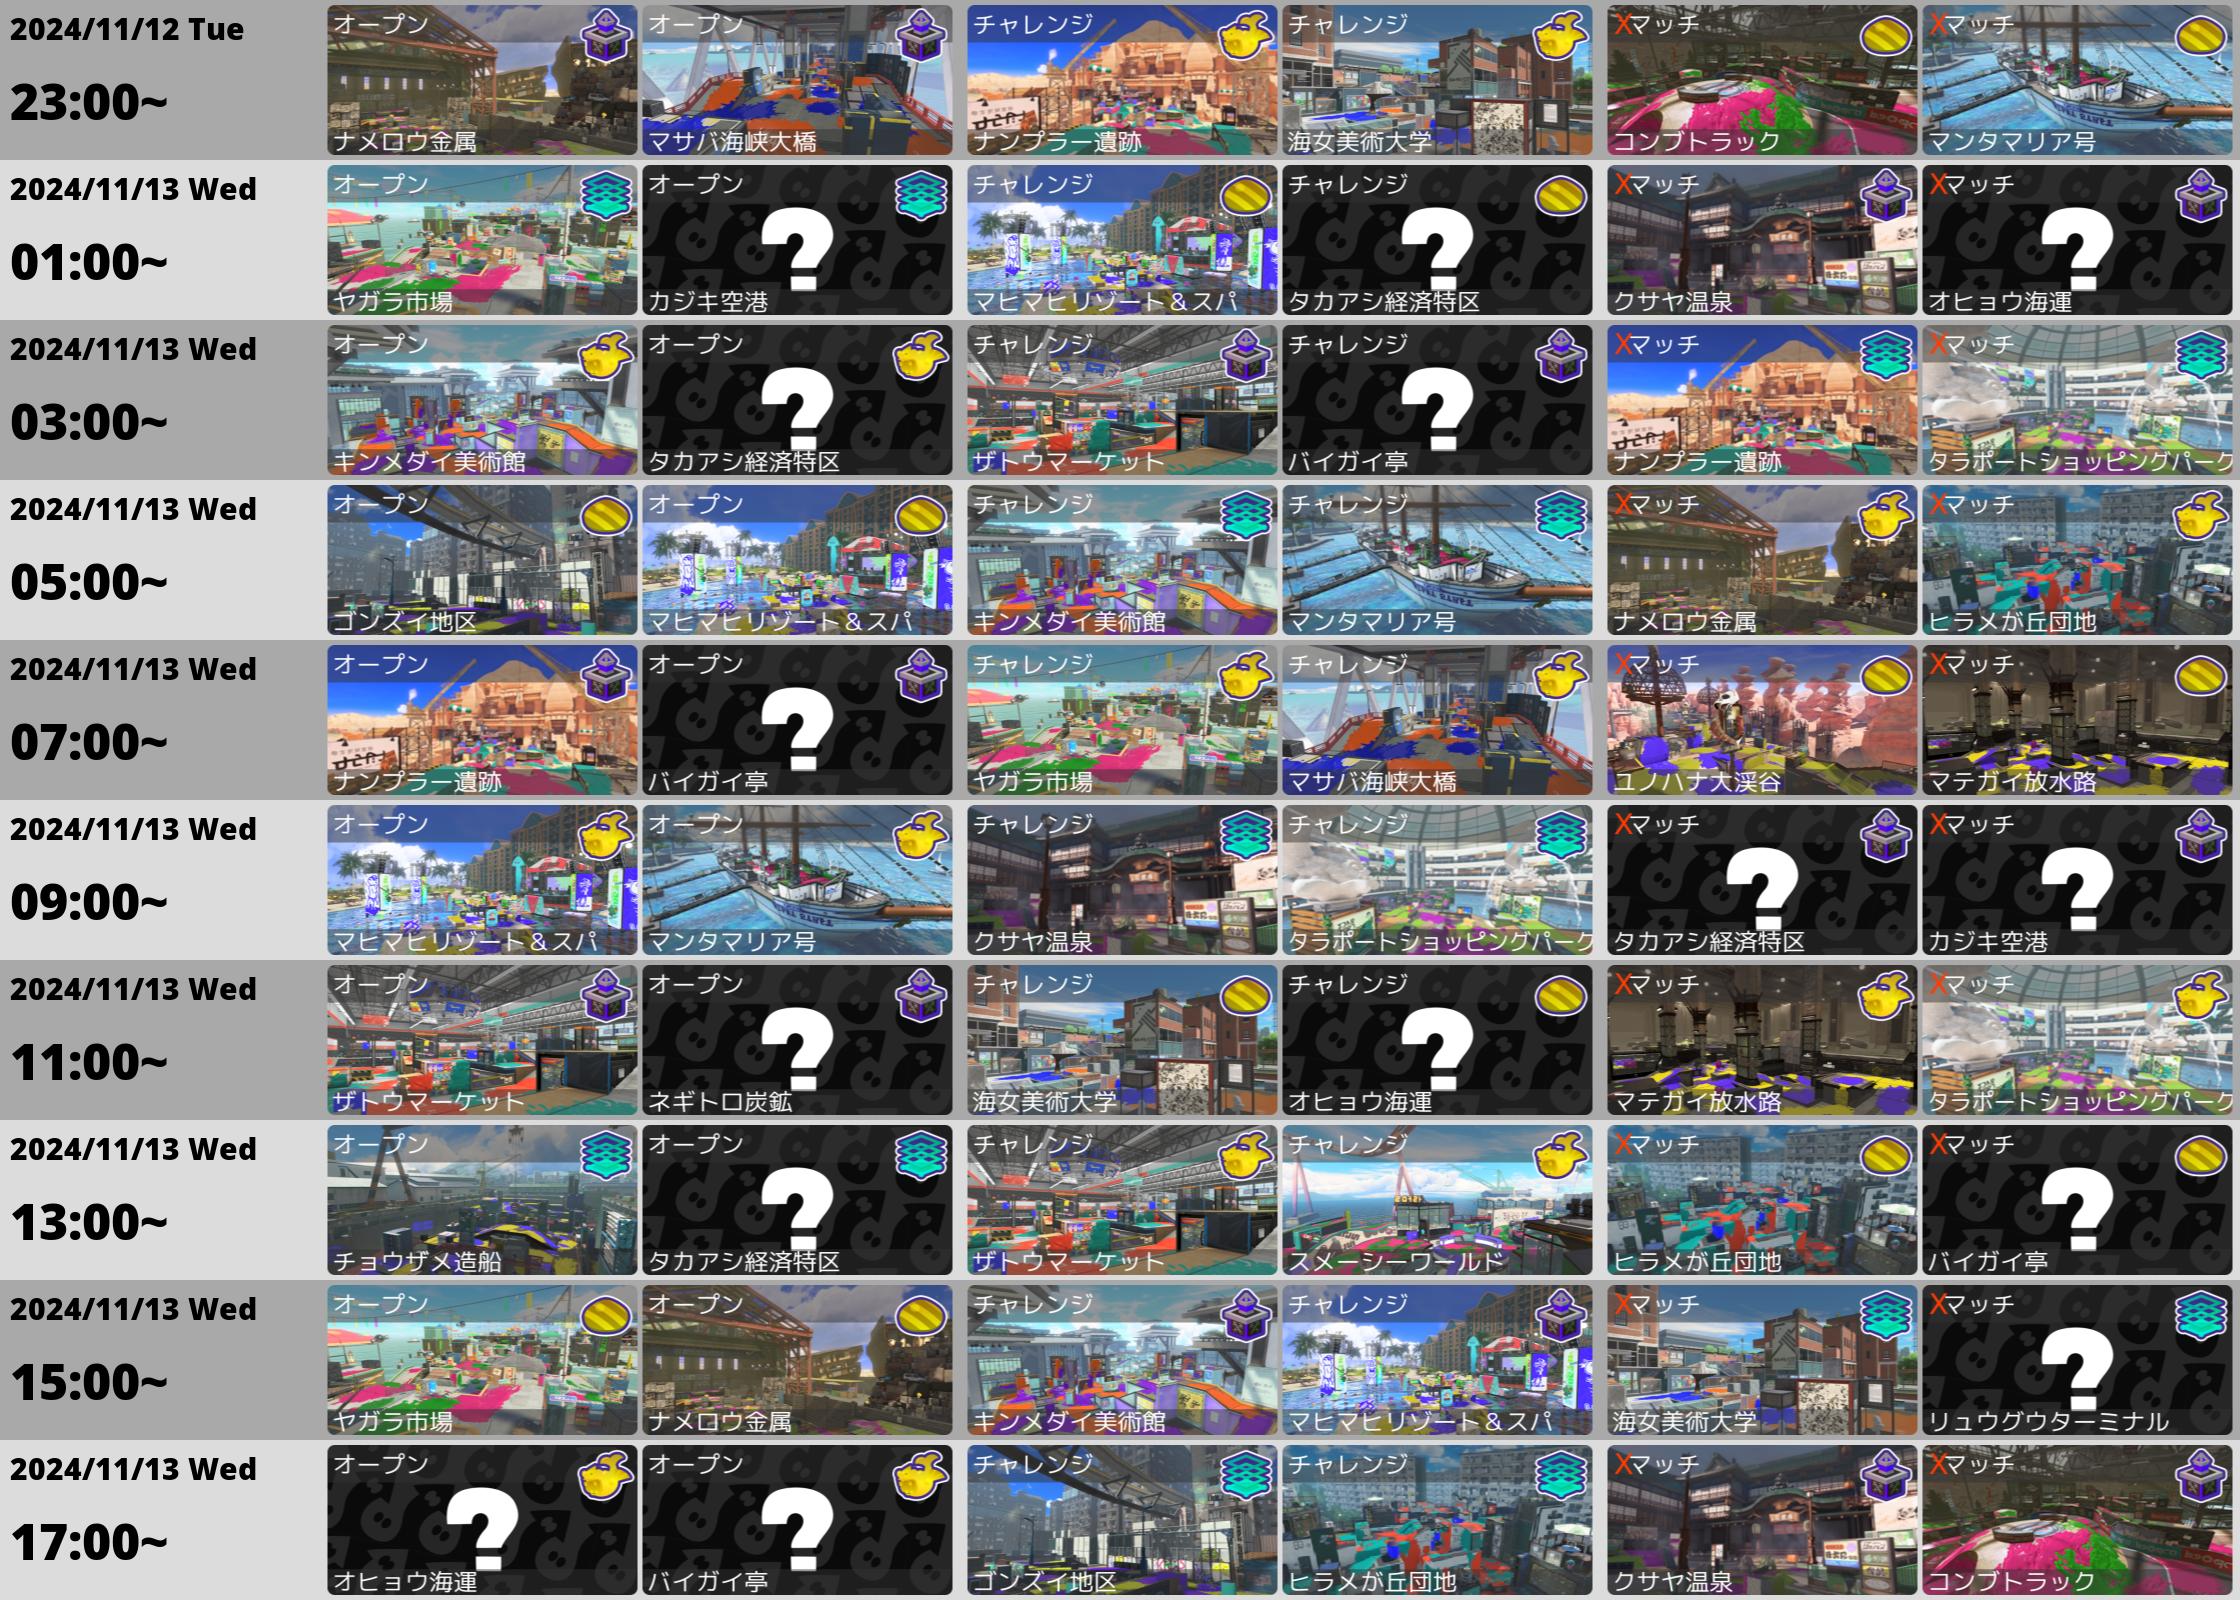 2024/11/12 Tue
23:00~
オープン
ナメロウ金属
オープン
マサバ海峡大橋
チャレンジ
ナンプラー遺跡
チャレンジ
海女美術大学
Xマッチ
コンブトラック
Xマッチ
マンタマリア号
2024/11/13 Wed
01:00~
オープン
ヤガラ市場
オープン
?
カジキ空港
チャレンジ
マヒマヒリゾート＆スパ
チャレンジ
?
タカアシ経済特区
Xマッチ
クサヤ温泉
Xマッチ
?
オヒョウ海運
2024/11/13 Wed
03:00~
オープン
キンメダイ美術館
オープン
?
タカアシ経済特区
チャレンジ
ザトウマーケット
チャレンジ
?
バイガイ亭
Xマッチ
ナンプラー遺跡
Xマッチ
タラポートショッピングパーク
2024/11/13 Wed
05:00~
オープン
ゴンズイ地区
オープン
マヒマヒリゾート＆スパ
チャレンジ
キンメダイ美術館
チャレンジ
マンタマリア号
Xマッチ
ナメロウ金属
Xマッチ
ヒラメが丘団地
2024/11/13 Wed
07:00~
オープン
ナンプラー遺跡
オープン
?
バイガイ亭
チャレンジ
ヤガラ市場
チャレンジ
マサバ海峡大橋
Xマッチ
ユノハナ大渓谷
Xマッチ
マテガイ放水路
2024/11/13 Wed
09:00~
オープン
マヒマヒリゾート＆スパ
オープン
マンタマリア号
チャレンジ
クサヤ温泉
チャレンジ
タラポートショッピングパーク
Xマッチ
?
タカアシ経済特区
Xマッチ
?
カジキ空港
2024/11/13 Wed
11:00~
オープン
ザトウマーケット
オープン
?
ネギトロ炭鉱
チャレンジ
海女美術大学
チャレンジ
?
オヒョウ海運
Xマッチ
マテガイ放水路
Xマッチ
タラポートショッピングパーク
2024/11/13 Wed
13:00~
オープン
チョウザメ造船
オープン
?
タカアシ経済特区
チャレンジ
ザトウマーケット
チャレンジ
スメーシーワールド
Xマッチ
ヒラメが丘団地
Xマッチ
?
バイガイ亭
2024/11/13 Wed
15:00~
オープン
ヤガラ市場
オープン
ナメロウ金属
チャレンジ
キンメダイ美術館
チャレンジ
マヒマヒリゾート＆スパ
Xマッチ
海女美術大学
Xマッチ
?
リュウグウターミナル
2024/11/13 Wed
17:00~
オープン
?
オヒョウ海運
オープン
?
バイガイ亭
チャレンジ
ゴンズイ地区
チャレンジ
ヒラメが丘団地
Xマッチ
クサヤ温泉
Xマッチ
コンブトラック